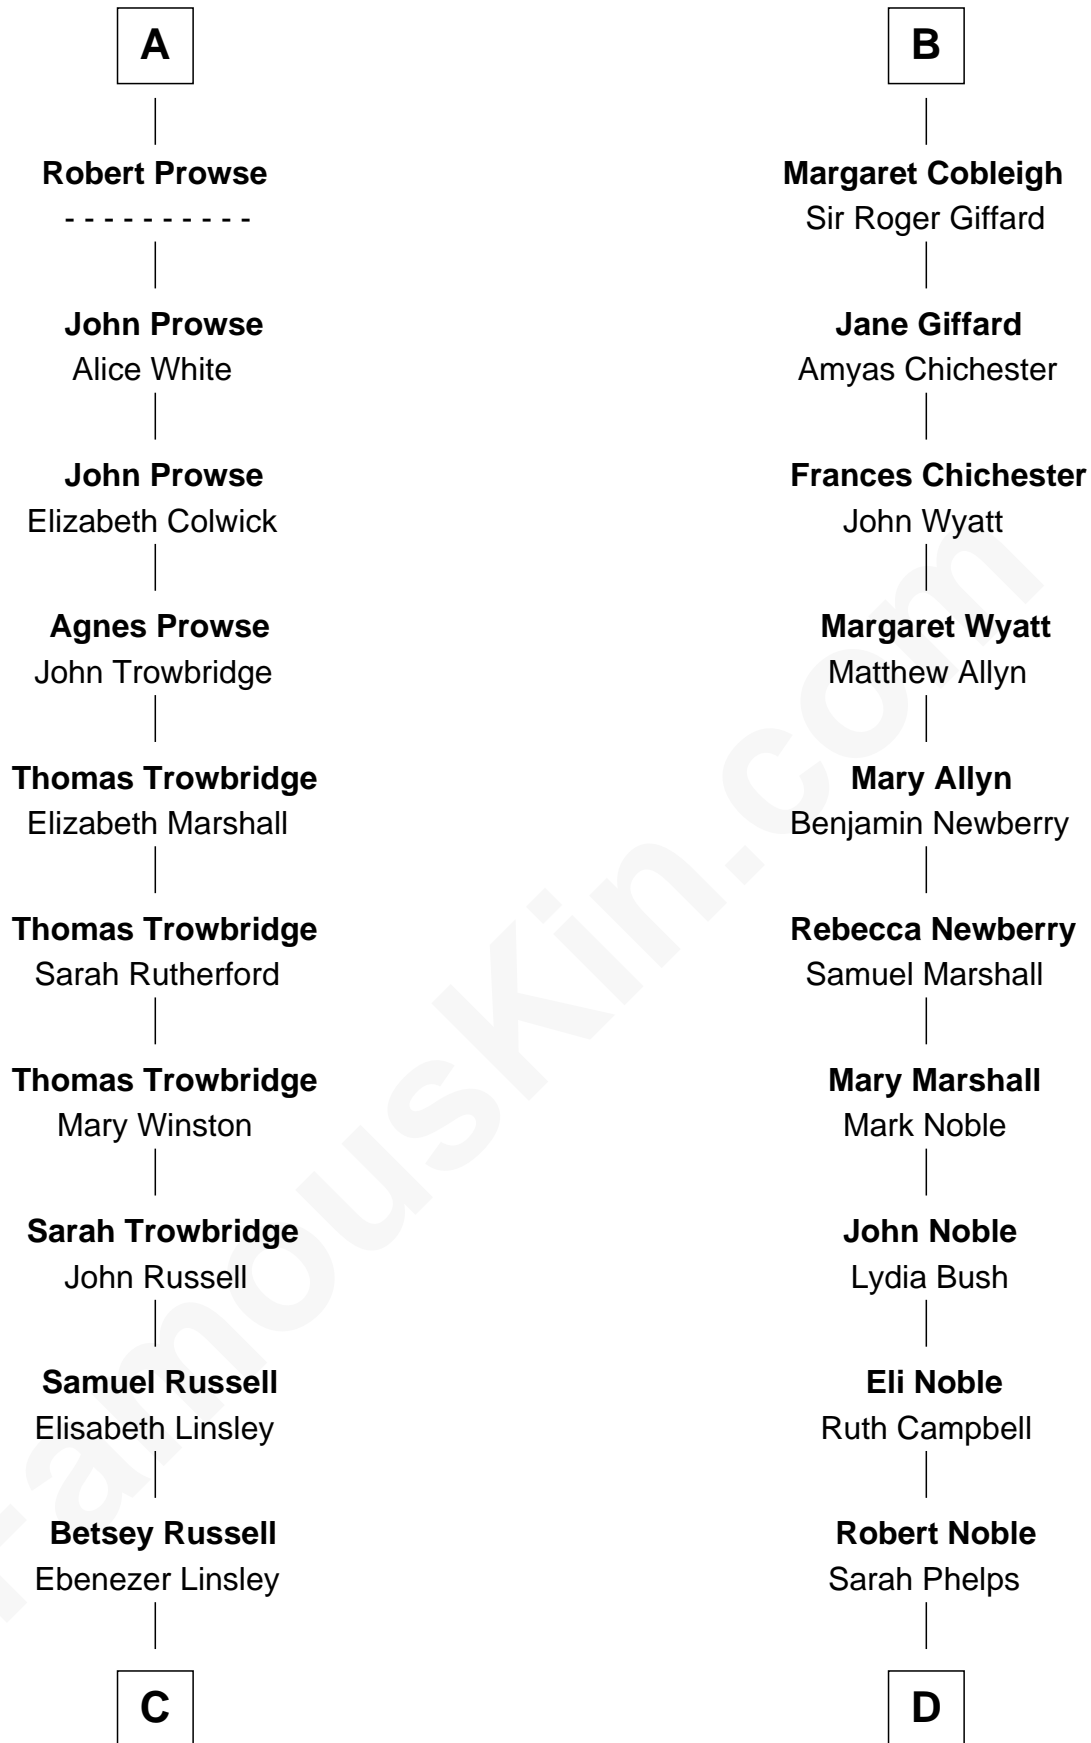 A
Robert Prowse
- - - - - - - - - -
John Prowse
Alice White
John Prowse
Elizabeth Colwick
Agnes Prowse
John Trowbridge
Thomas Trowbridge
Elizabeth Marshall
Thomas Trowbridge
Sarah Rutherford
Thomas Trowbridge
Mary Winston
Sarah Trowbridge
John Russell
Samuel Russell
Elisabeth Linsley
Betsey Russell
Ebenezer Linsley
C
B
Margaret Cobleigh
Sir Roger Giffard
Jane Giffard
Amyas Chichester
Frances Chichester
John Wyatt
Margaret Wyatt
Matthew Allyn
Mary Allyn
Benjamin Newberry
Rebecca Newberry
Samuel Marshall
Mary Marshall
Mark Noble
John Noble
Lydia Bush
Eli Noble
Ruth Campbell
Robert Noble
Sarah Phelps
D
FamousKin.com